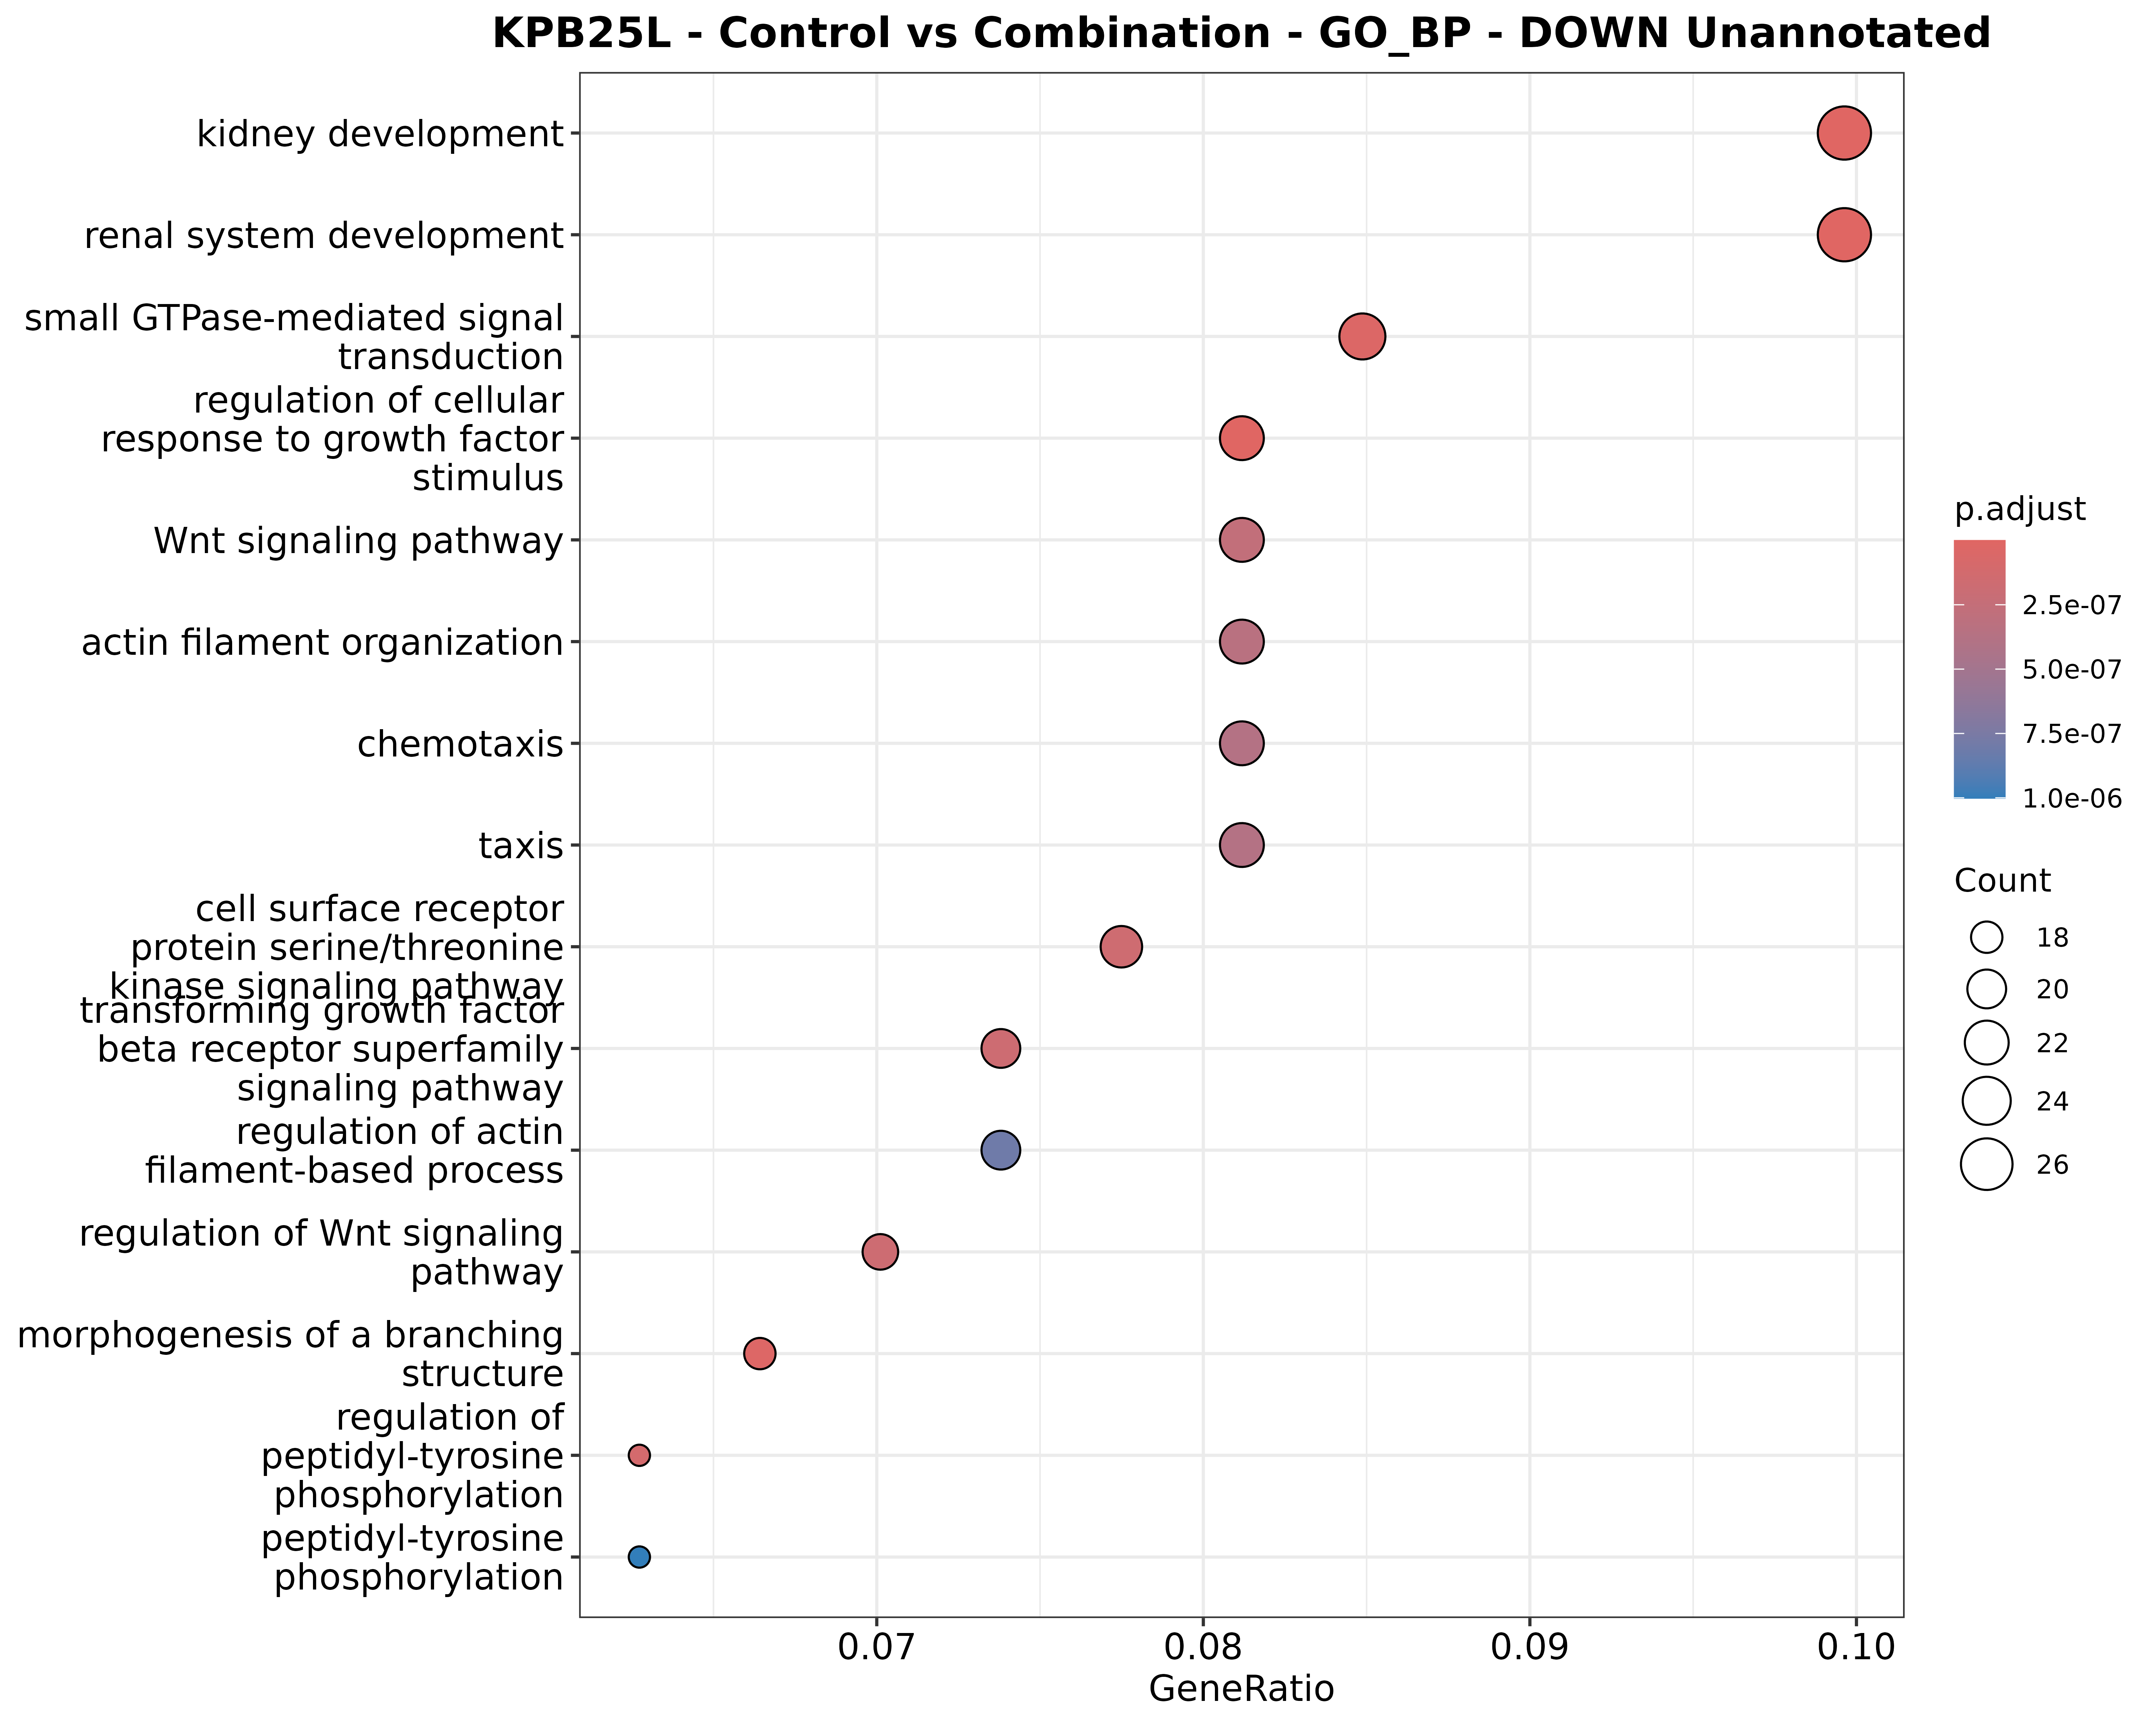 KPB25L - Control vs Combination - GO_BP - DOWN Unannotated
kidney development
renal system development
small GTPase-mediated signal
transduction
regulation of cellular
response to growth factor
stimulus
Wnt signaling pathway
actin filament organization
chemotaxis
taxis
cell surface receptor
protein serine/threonine
kinase signaling pathway
transforming growth factor
beta receptor superfamily
signaling pathway
regulation of actin
filament-based process
regulation of Wnt signaling
pathway
morphogenesis of a branching
structure
regulation of
peptidyl-tyrosine
phosphorylation
peptidyl-tyrosine
phosphorylation
0.07
0.08
0.09
0.10
GeneRatio
p.adjust
2.5e-07
5.0e-07
7.5e-07
1.0e-06
Count
18
20
22
24
26